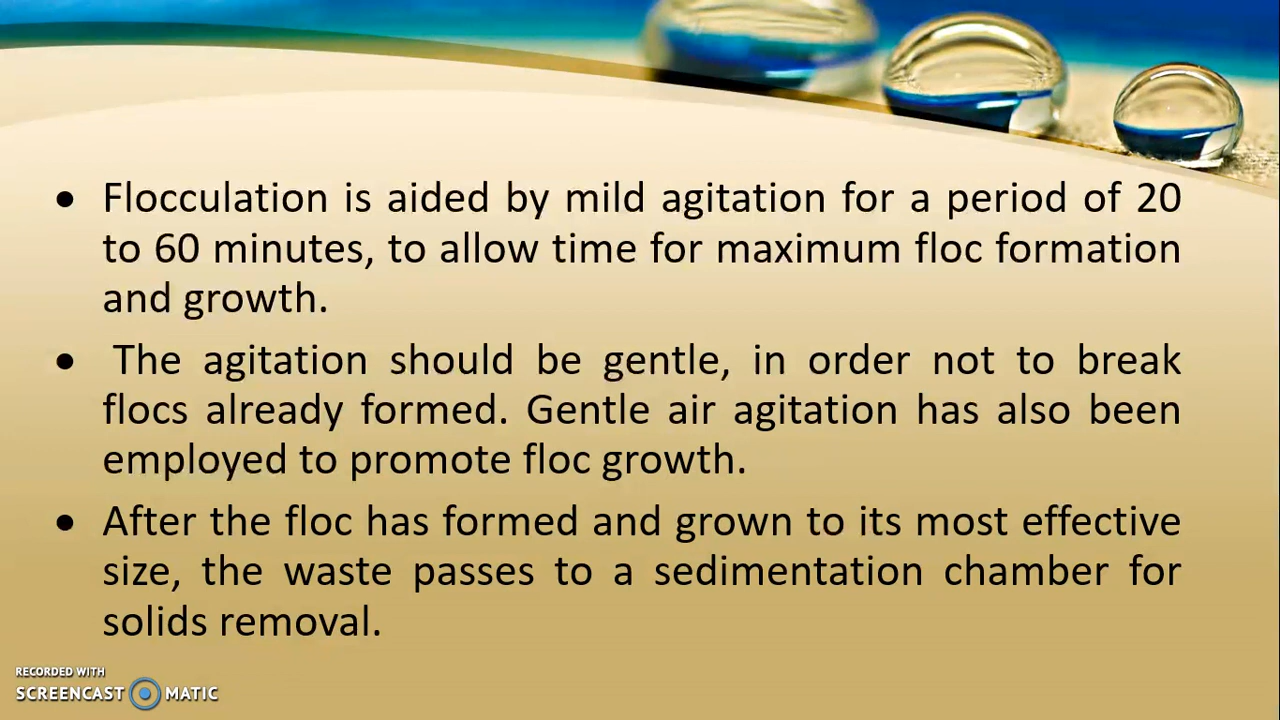 • Flocculation is aided by mild agitation for a period of 20
to 60 minutes, to allow time for maximum floc formation
and growth.
• The agitation should be gentle, in order not to break
flocs already formed. Gentle air agitation has also been
employed to promote floc growth.
• After the floc has formed and grown to its most effective
size, the waste passes to a sedimentation chamber for
solids removal.
RECORDED WITH
SCREENCAST MATIC